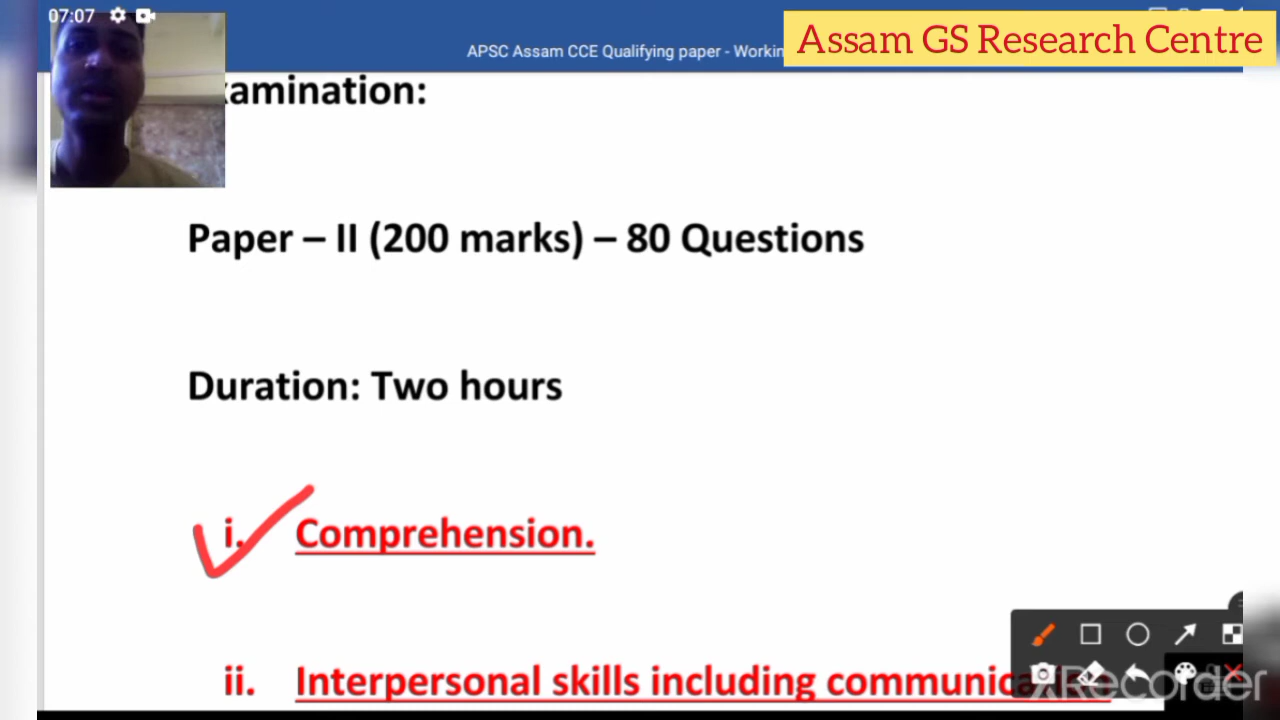 07:07
APSC Assam CCE Qualifying paper - Workin
Assam GS Research Centre
xamination:
Paper – II (200 marks) – 80 Questions
Duration: Two hours
i. Comprehension.
ii. Interpersonal skills including communica
XRecorder